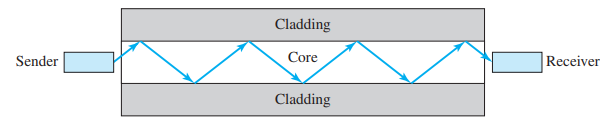 Cladding
Sender
Core
Receiver
Cladding